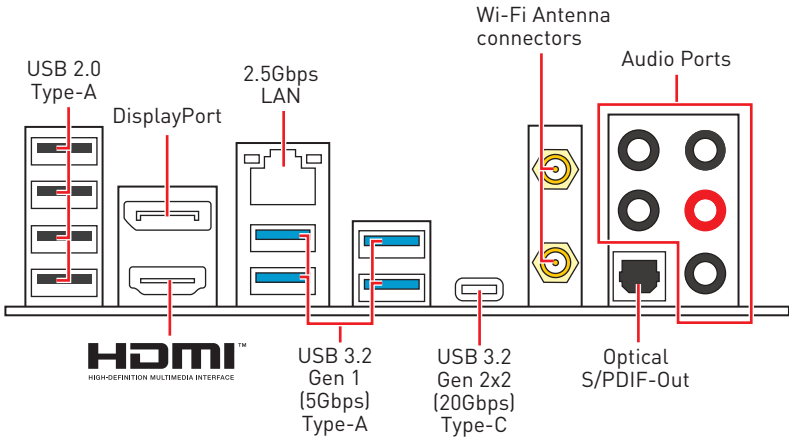 Wi-Fi Antenna
connectors
Audio Ports
USB 2.0
Type-A
2.5Gbps
LAN
DisplayPort
HDMI™
HIGH-DEFINITION MULTIMEDIA INTERFACE
USB 3.2
Gen 1
(5Gbps)
Type-A
USB 3.2
Gen 2x2
(20Gbps)
Type-C
Optical
S/PDIF-Out